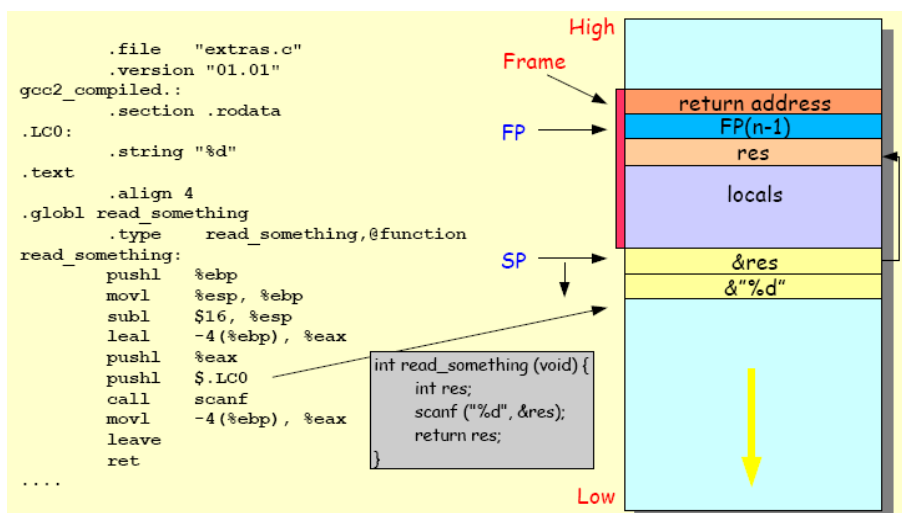 .file "extras.c"
.version "01.01"
gcc2_compiled.:
.section .rodata
.LC0:
.string "%d"
.text
.align 4
.globl read_something
.type read_something,@function
read_something:
pushl %ebp
movl %esp, %ebp
subl $16, %esp
leal -4(%ebp), %eax
pushl %eax
pushl $.LC0
call scanf
movl -4(%ebp), %eax
leave
ret
....
int read_something (void) {
int res;
scanf ("%d", &res);
return res;
}
High
Frame
FP
SP
Low
return address
FP(n-1)
res
locals
&res
&"%d"